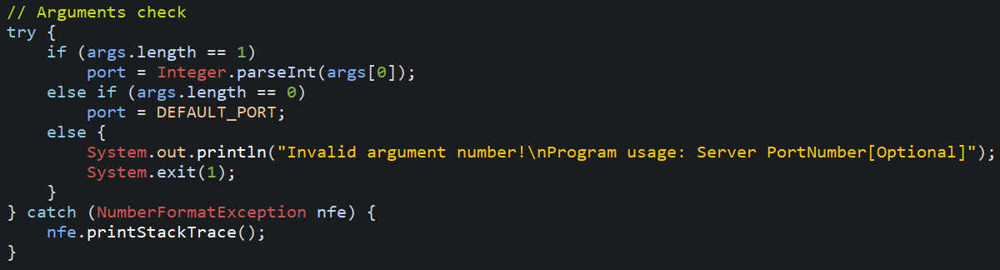 // Arguments check
try {
    if (args.length == 1)
        port = Integer.parseInt(args[0]);
    else if (args.length == 0)
        port = DEFAULT_PORT;
    else {
        System.out.println("Invalid argument number!\nProgram usage: Server PortNumber[Optional]");
        System.exit(1);
    }
} catch (NumberFormatException nfe) {
    nfe.printStackTrace();
}